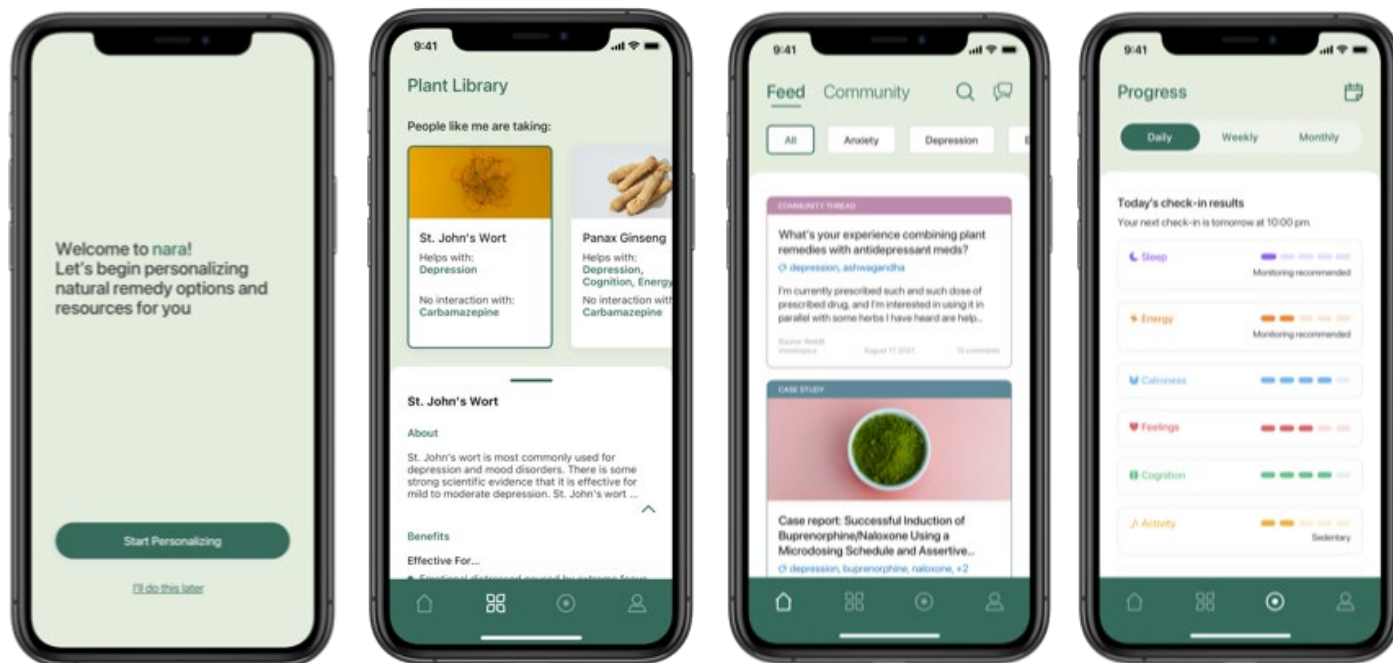 Welcome to nara!
Let's begin personalizing
natural remedy options and
resources for you
Start Personalizing
I'll do this later
9:41
Plant Library
People like me are taking:
St. John's Wort
Helps with:
Depression
No interaction with:
Carbamazepine
Panax Ginseng
Helps with:
Depression,
Cognition, Energy
No interaction with
Carbamazepine
St. John's Wort
About
St. John's wort is most commonly used for
depression and mood disorders. There is some
strong scientific evidence that it is effective for
mild to moderate depression. St. John's wort ...
Benefits
Effective For...
9:41
Feed Community
All Anxiety Depression
COMMUNITY THREAD
What's your experience combining plant
remedies with antidepressant meds?
depression, ashwagandha
I'm currently prescribed such and such dose of
prescribed drug, and I'm interested in using it in
parallel with some herbs I have heard are help...
Source: Reddit
August 17, 2021 comments
CASE STUDY
Case report: Successful Induction of
Buprenorphine/Naloxone Using a
Microdosing Schedule and Assertive...
depression, buprenorphine, naloxone, +2
9:41
Progress
Daily Weekly Monthly
Today's check-in results
Your next check-in is tomorrow at 10:00 pm.
Sleep
Monitoring recommended
Energy
Monitoring recommended
Calmness
Feelings
Cognition
Activity
Sedentary